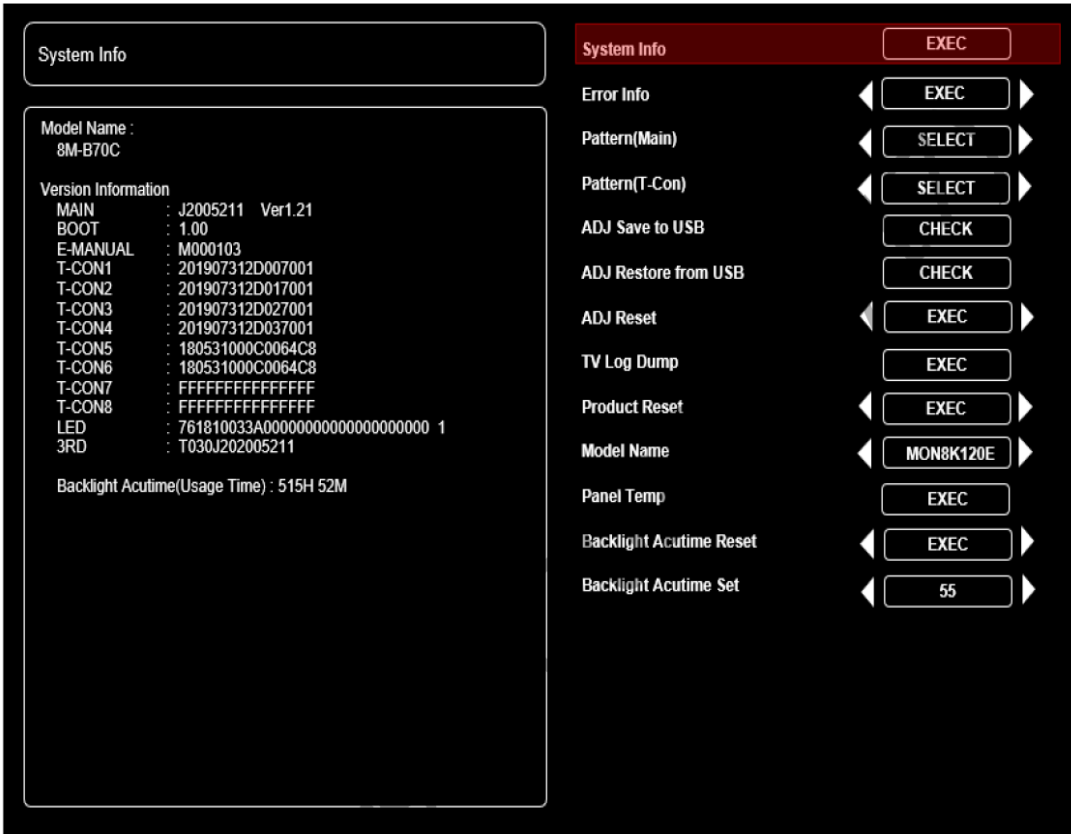 System Info
Model Name :
8M-B70C
Version Information
MAIN : J2005211 Ver1.21
BOOT : 1.00
E-MANUAL : M000103
T-CON1 : 201907312D007001
T-CON2 : 201907312D017001
T-CON3 : 201907312D027001
T-CON4 : 201907312D037001
T-CON5 : 180531000C0064C8
T-CON6 : 180531000C0064C8
T-CON7 : FFFFFFFFFFFFFFF
T-CON8 : FFFFFFFFFFFFFFF
LED : 761810033A00000000000000000000 1
3RD : T030J202005211
Backlight Acutime(Usage Time) : 515H 52M
System Info EXEC
Error Info EXEC
Pattern(Main) SELECT
Pattern(T-Con) SELECT
ADJ Save to USB CHECK
ADJ Restore from USB CHECK
ADJ Reset EXEC
TV Log Dump EXEC
Product Reset EXEC
Model Name MON8K120E
Panel Temp EXEC
Backlight Acutime Reset EXEC
Backlight Acutime Set 55